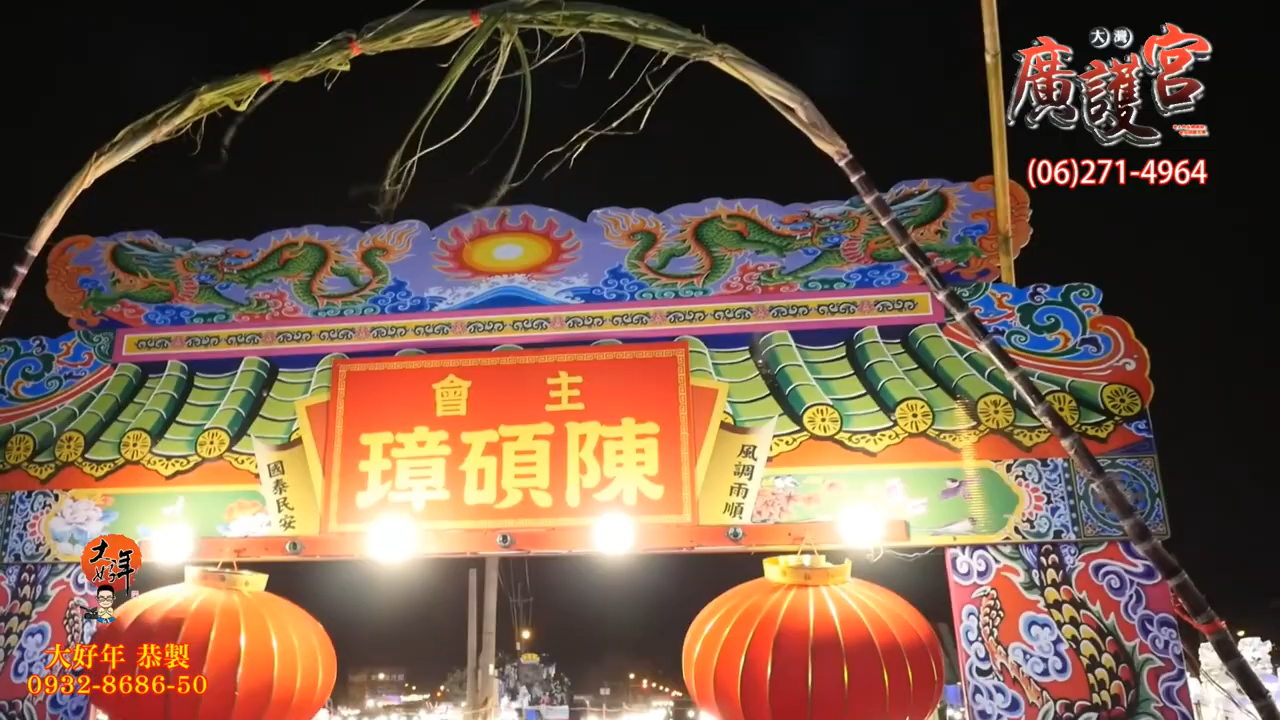 大灣
廣護宮
(06)271-4964
主會
陳碩璋
風調雨順
國泰民安
大好年
大好年 恭製
0932-8686-50